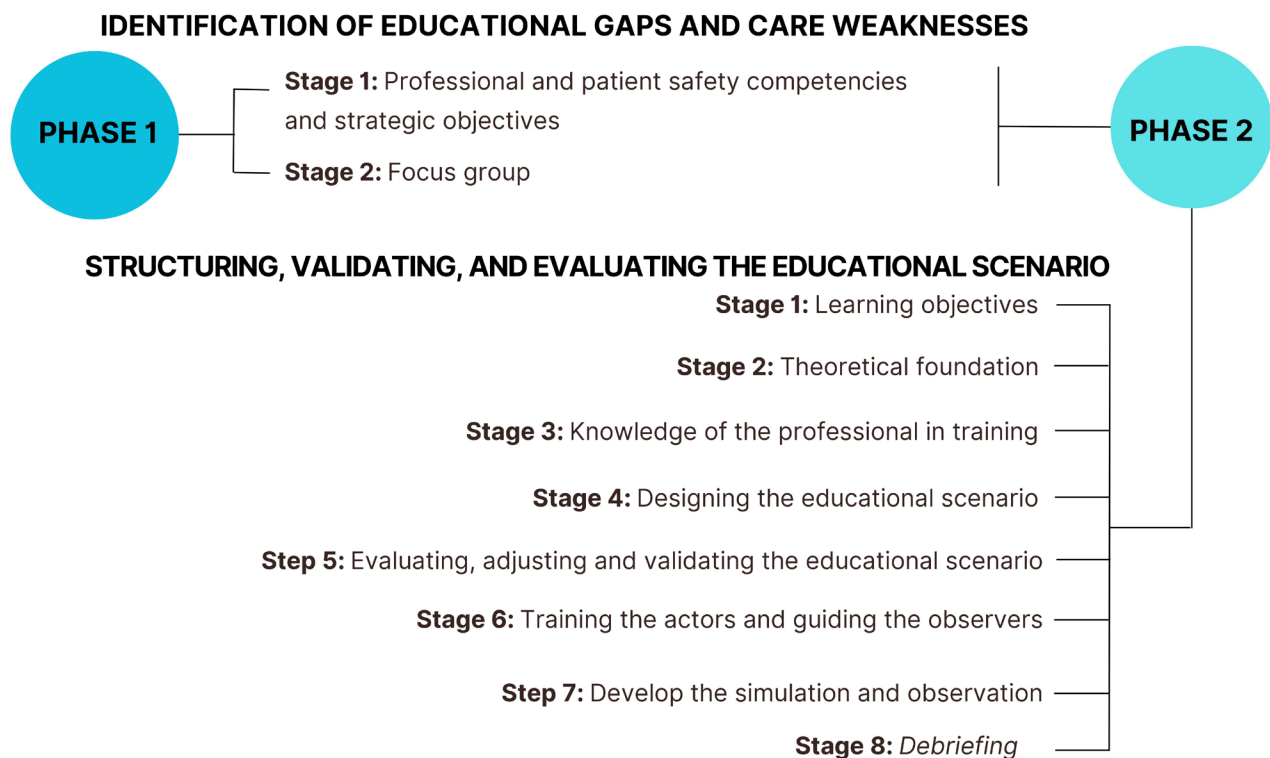 IDENTIFICATION OF EDUCATIONAL GAPS AND CARE WEAKNESSES
PHASE 1
Stage 1: Professional and patient safety competencies
and strategic objectives
Stage 2: Focus group
PHASE 2
STRUCTURING, VALIDATING, AND EVALUATING THE EDUCATIONAL SCENARIO
Stage 1: Learning objectives
Stage 2: Theoretical foundation
Stage 3: Knowledge of the professional in training
Stage 4: Designing the educational scenario
Step 5: Evaluating, adjusting and validating the educational scenario
Stage 6: Training the actors and guiding the observers
Step 7: Develop the simulation and observation
Stage 8: Debriefing